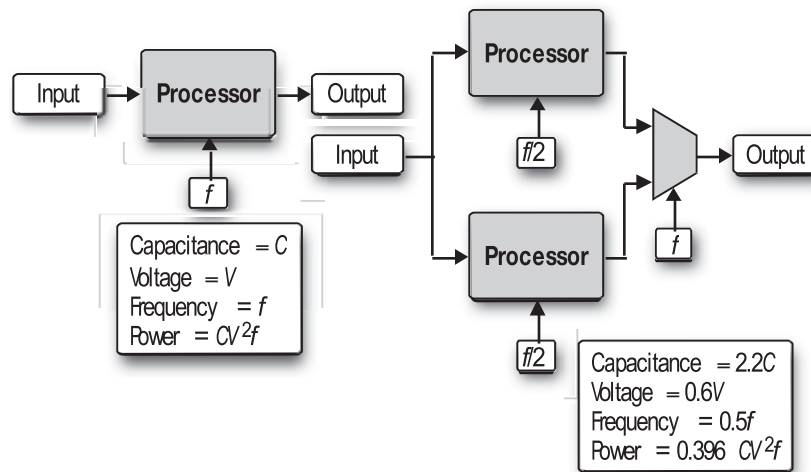 Input
Processor
Output
f
Capacitance = C
Voltage = V
Frequency = f
Power = CV²f
Input
Processor
f/2
Processor
f/2
f
Output
Capacitance = 2.2C
Voltage = 0.6V
Frequency = 0.5f
Power = 0.396 CV²f